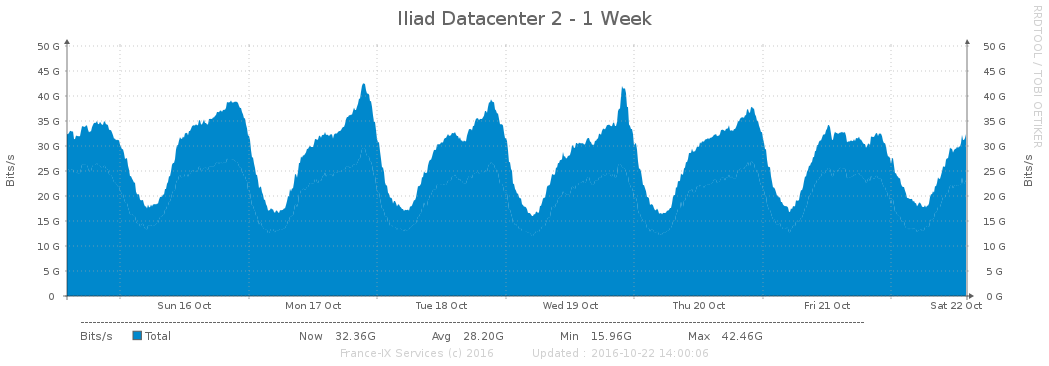 Iliad Datacenter 2 - 1 Week
RRDTOOL / TOBI OETIKER
Bits/s
50 G 50 G
45 G 45 G
40 G 40 G
35 G 35 G
30 G 30 G
25 G 25 G
20 G 20 G
15 G 15 G
10 G 10 G
5 G 5 G
0 0 G
Bits/s
Sun 16 Oct Mon 17 Oct Tue 18 Oct Wed 19 Oct Thu 20 Oct Fri 21 Oct Sat 22 Oct
Bits/s Total Now 32.36G Avg 28.20G Min 15.96G Max 42.46G
France-IX Services (c) 2016 Updated : 2016-10-22 14:00:06